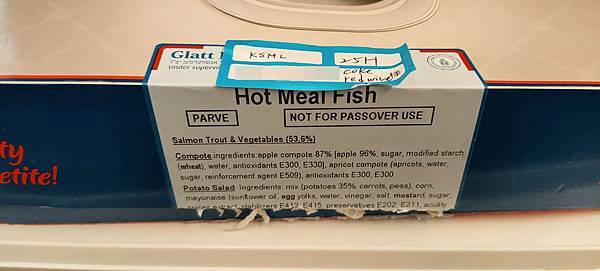 Glatt
KSML
25H
Under supervis
coke
red wine
Hot Meal Fish
PARVE
NOT FOR PASSOVER USE
Salmon Trout & Vegetables (53,6%)
Compote ingredients:apple compote 87% [apple 96%, sugar, modified starch
(wheat), water, antioxidants E300, E330], apricot compote (apricots, water,
sugar, reinforcement agent E509), antioxidants E300, E300
Potato Salad Ingredients: mix (potatoes 35%, carrots, peas), corn,
mayonaise (sunflower oil, egg yolks, water, vinegar, salt, mustard, sugar,
spices extract, stabilizers E412, E415, preservatives E202, E211, acidity
ty
etite!